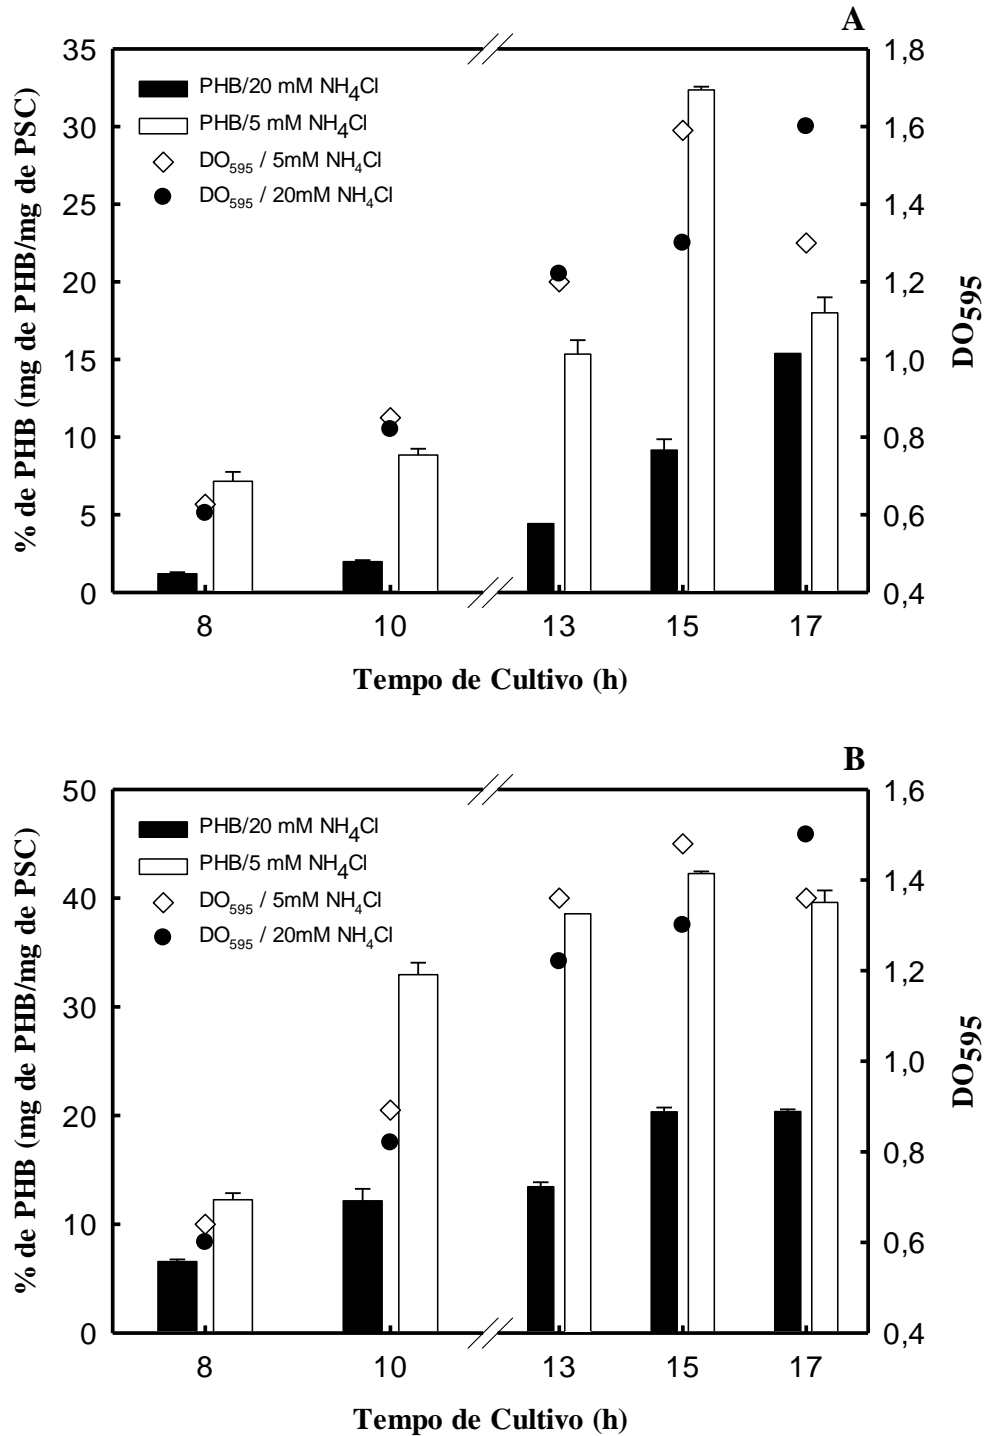 A
35
30
25
20
15
10
5
0
% de PHB (mg de PHB/mg de PSC)
PHB/20 mM NH4Cl
PHB/5 mM NH4Cl
DO595 / 5mM NH4Cl
DO595 / 20mM NH4Cl
1,8
1,6
1,4
1,2
1,0
0,8
0,6
0,4
DO595
8 10 13 15 17
Tempo de Cultivo (h)
B
50
40
30
20
10
0
% de PHB (mg de PHB/mg de PSC)
PHB/20 mM NH4Cl
PHB/5 mM NH4Cl
DO595 / 5mM NH4Cl
DO595 / 20mM NH4Cl
1,6
1,4
1,2
1,0
0,8
0,6
0,4
DO595
8 10 13 15 17
Tempo de Cultivo (h)